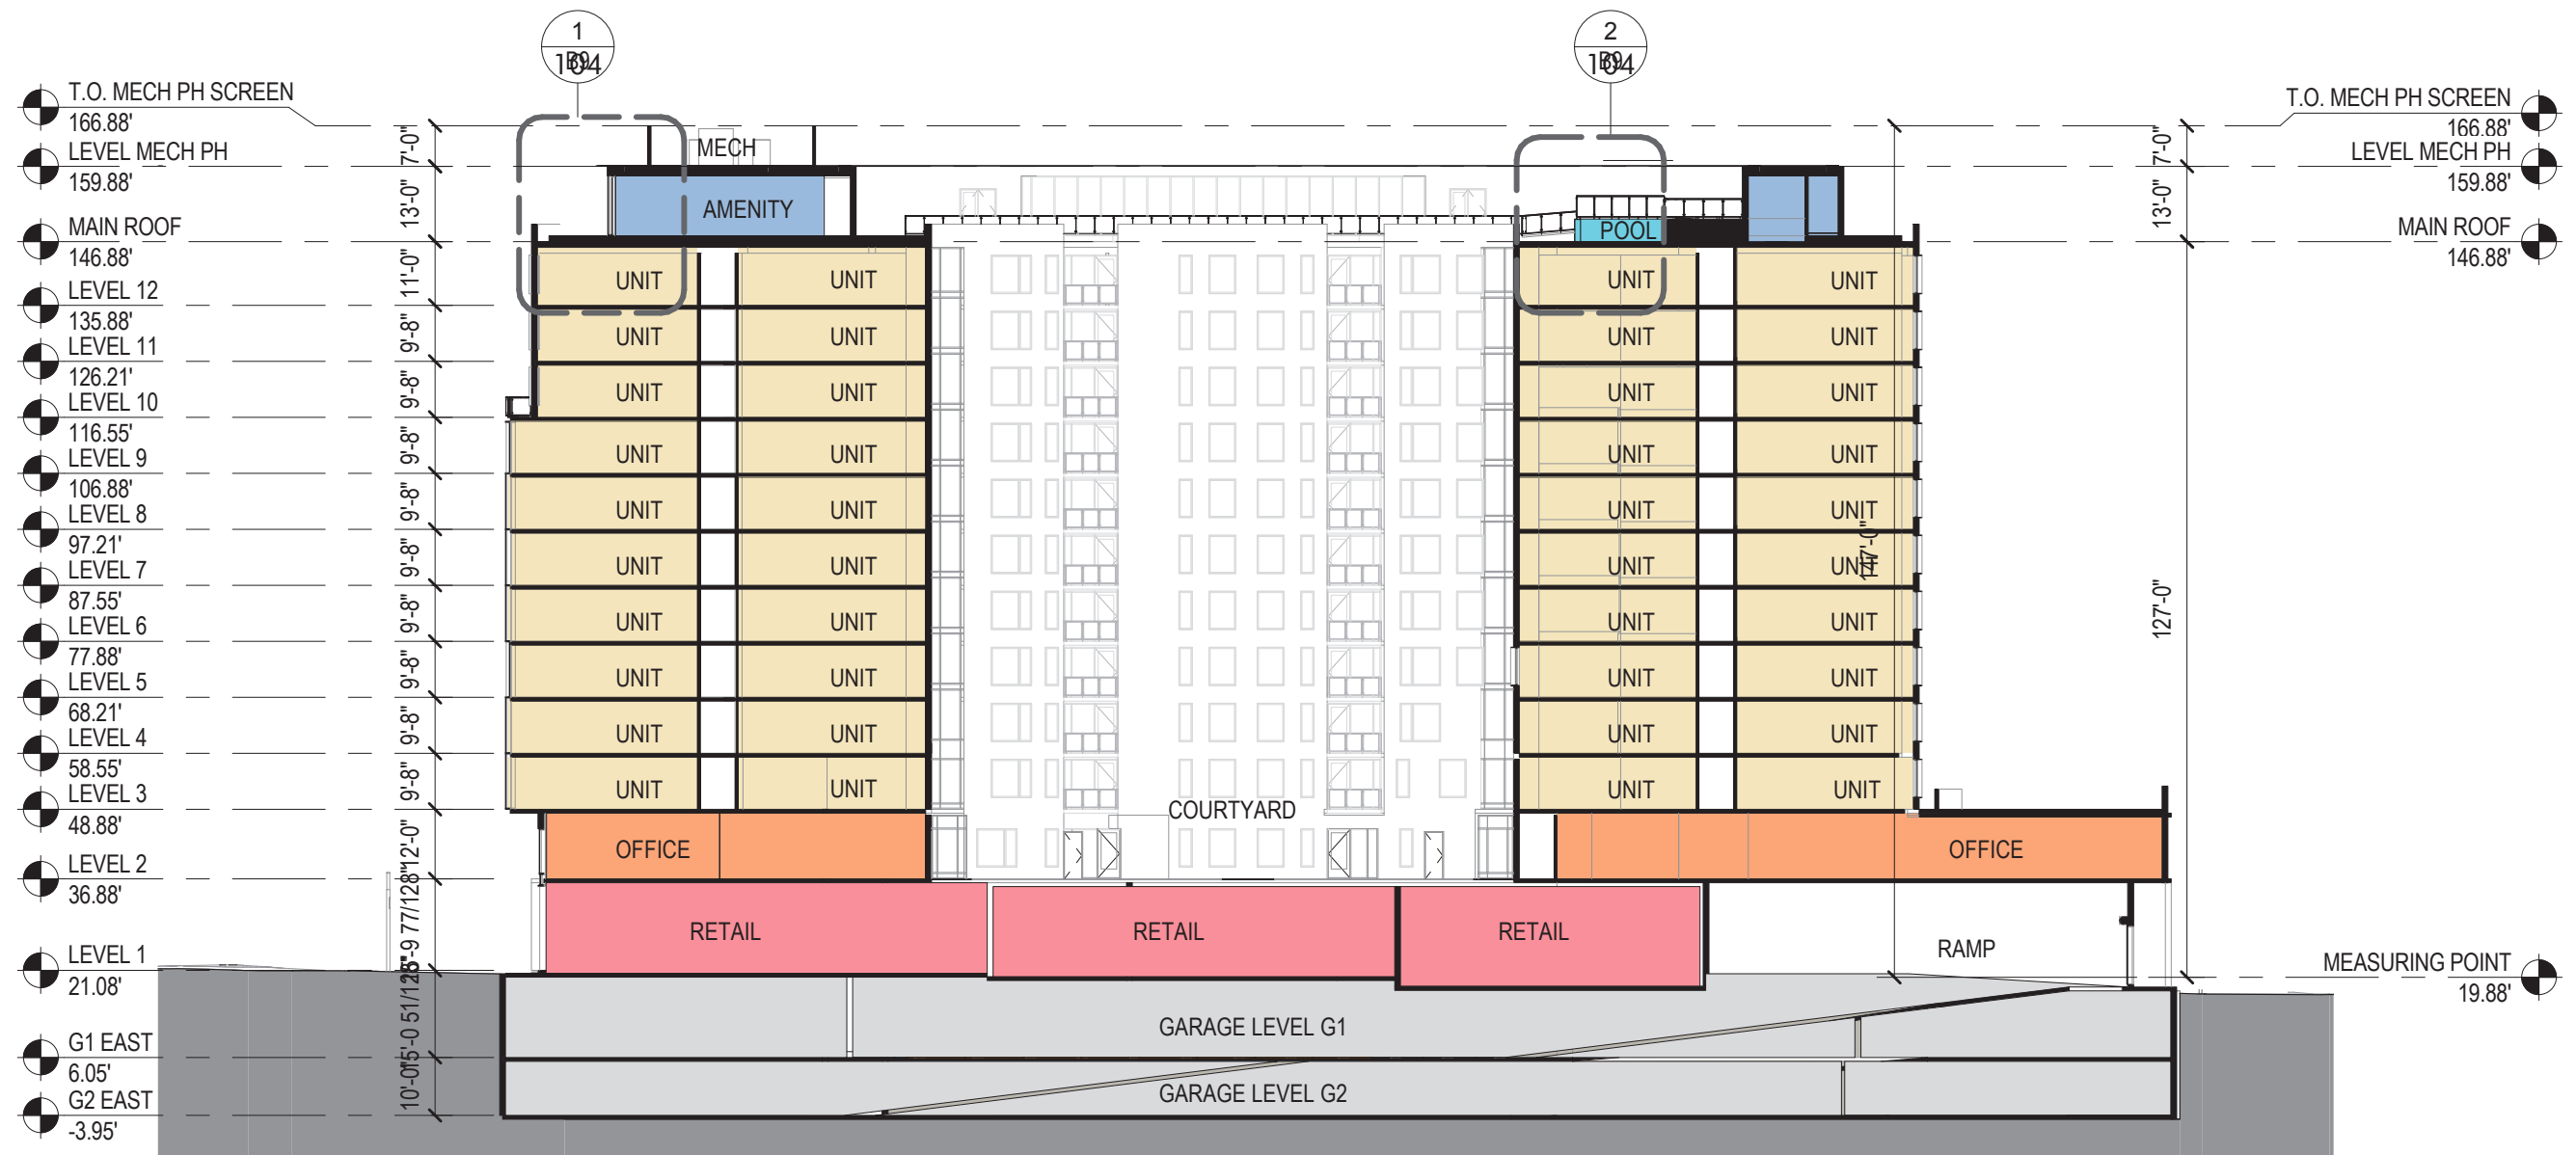 1
2
T.O. MECH PH SCREEN
166.88'
LEVEL MECH PH
159.88'
MAIN ROOF
146.88'
LEVEL 12
135.88'
LEVEL 11
126.21'
LEVEL 10
116.55'
LEVEL 9
106.88'
LEVEL 8
97.21'
LEVEL 7
87.55'
LEVEL 6
77.88'
LEVEL 5
68.21'
LEVEL 4
58.55'
LEVEL 3
48.88'
LEVEL 2
36.88'
LEVEL 1
21.08'
G1 EAST
6.05'
G2 EAST
-3.95'
7'-0"
13'-0"
11'-0"
9'-8"
9'-8"
9'-8"
9'-8"
9'-8"
9'-8"
9'-8"
9'-8"
9'-8"
12'-0"
10'-0"
MECH
AMENITY
POOL
UNIT UNIT UNIT UNIT
UNIT UNIT UNIT UNIT
UNIT UNIT UNIT UNIT
UNIT UNIT UNIT UNIT
UNIT UNIT UNIT UNIT
UNIT UNIT UNIT UNIT
UNIT UNIT UNIT UNIT
UNIT UNIT UNIT UNIT
UNIT UNIT UNIT UNIT
UNIT UNIT UNIT UNIT
COURTYARD
OFFICE OFFICE
RETAIL RETAIL RETAIL
RAMP
GARAGE LEVEL G1
GARAGE LEVEL G2
147'-0"
127'-0"
7'-0"
13'-0"
T.O. MECH PH SCREEN
166.88'
LEVEL MECH PH
159.88'
MAIN ROOF
146.88'
MEASURING POINT
19.88'